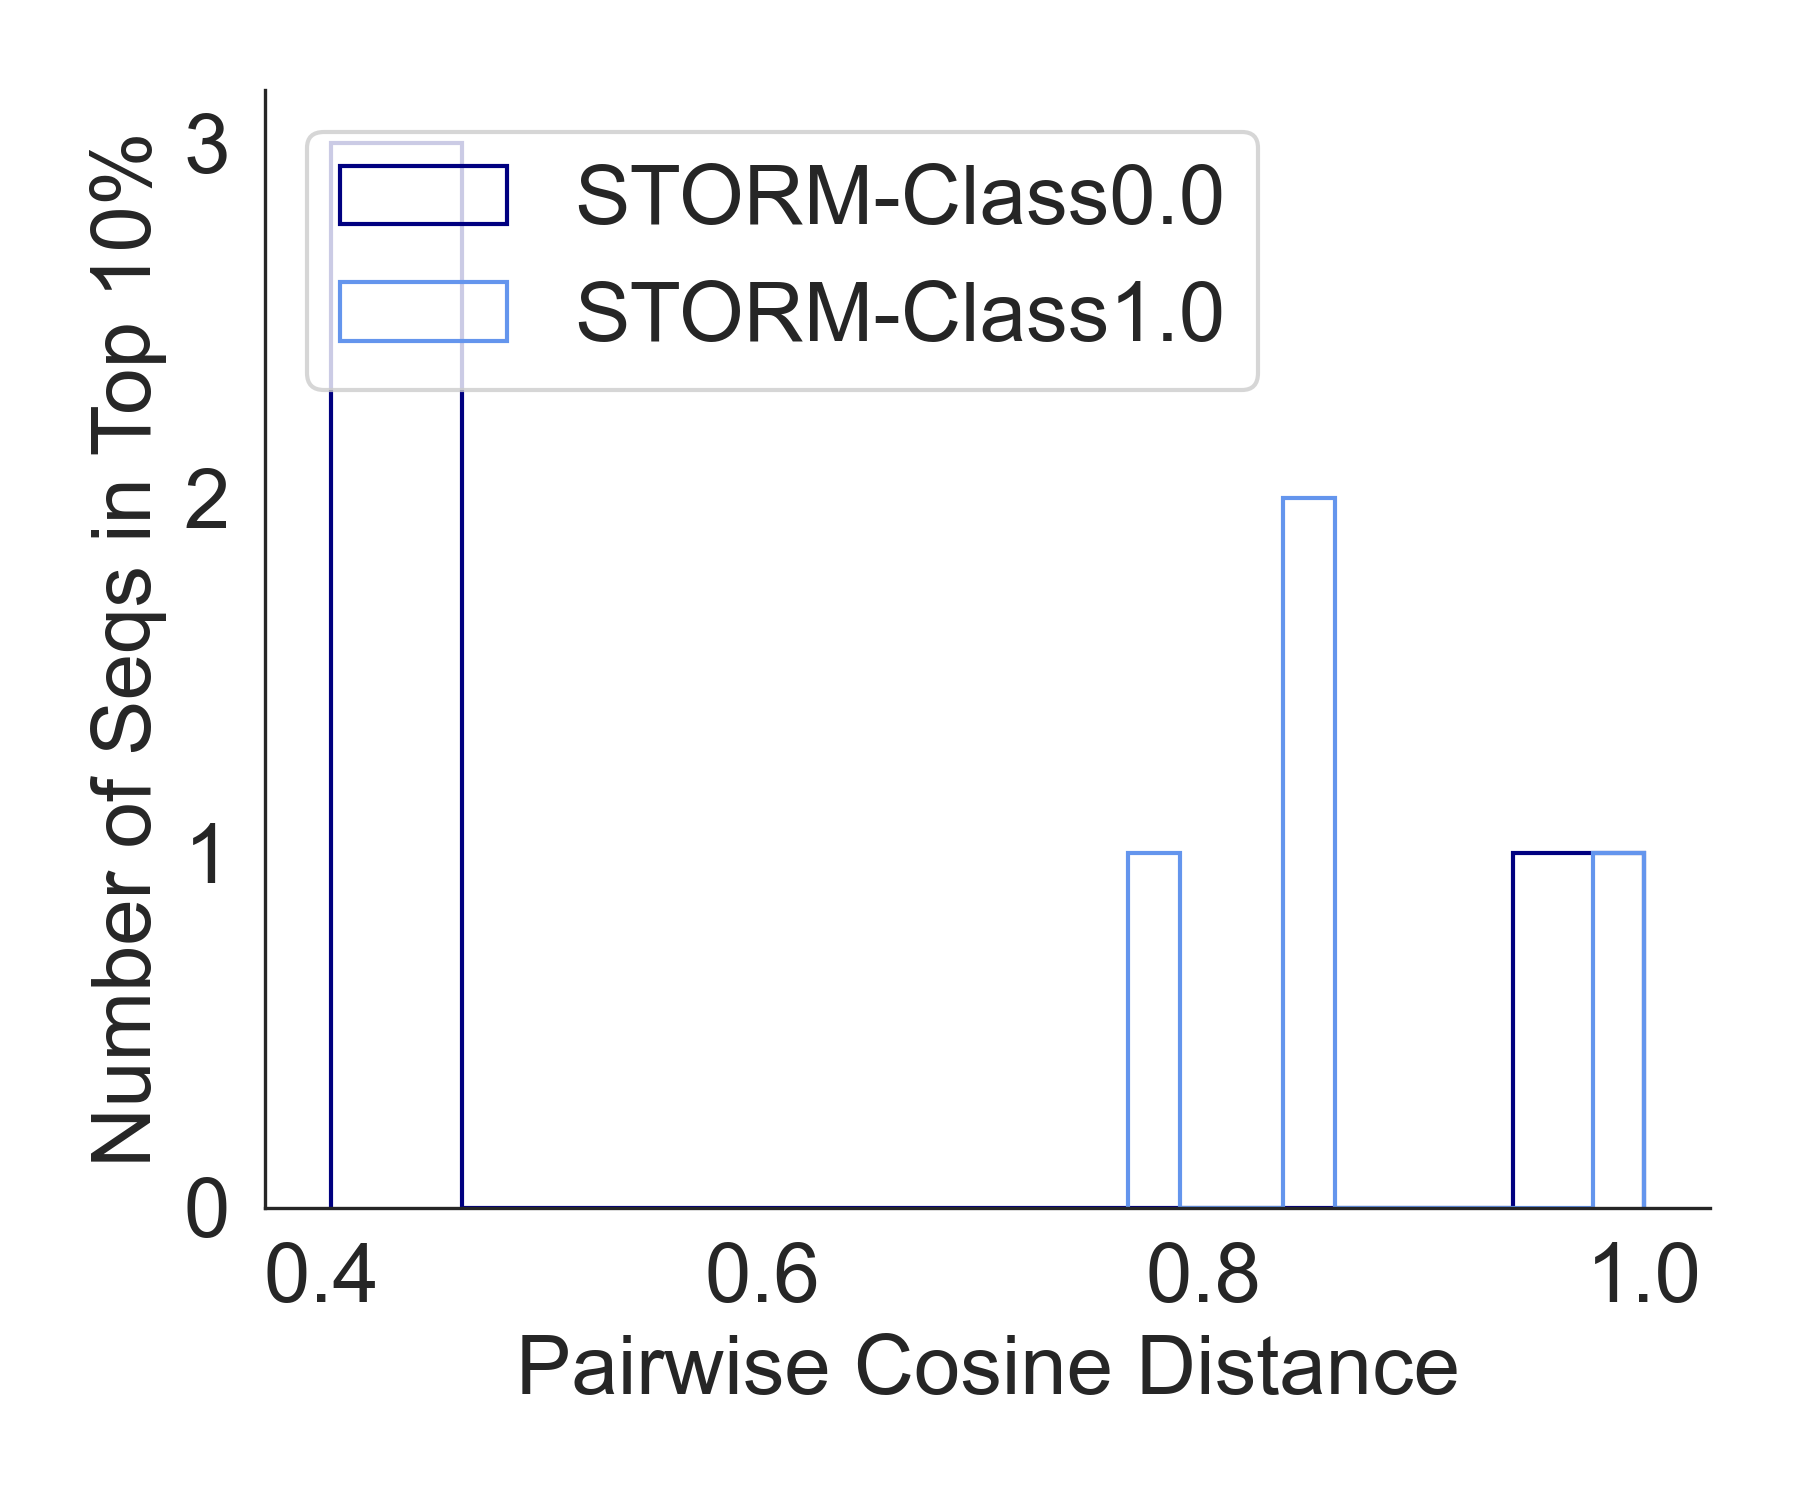 Number of Seqs in Top 10%
3
2
1
0
STORM-Class0.0
STORM-Class1.0
0.4 0.6 0.8 1.0
Pairwise Cosine Distance